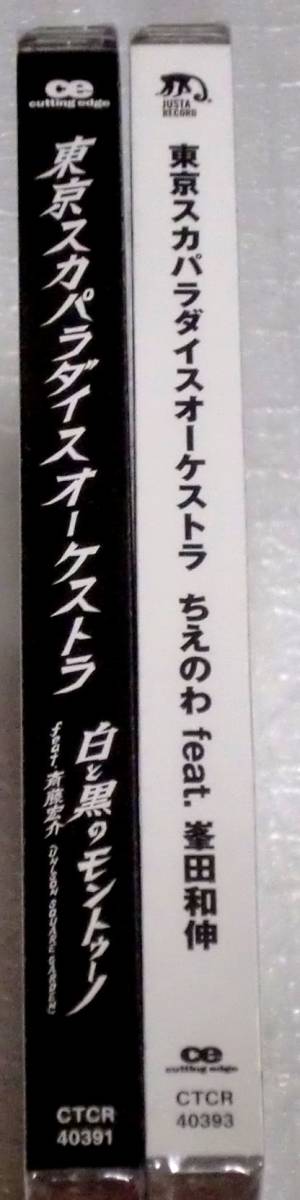 ce
cutting edge
東京スカパラダイスオーケストラ
白と黒のモントゥーノ
feat. 斎藤宏介 (UNISON SQUARE GARDEN)
CTCR
40391
JUSTA
RECORD
東京スカパラダイスオーケストラ ちえのわ feat. 峯田和伸
ce
cutting edge
CTCR
40393